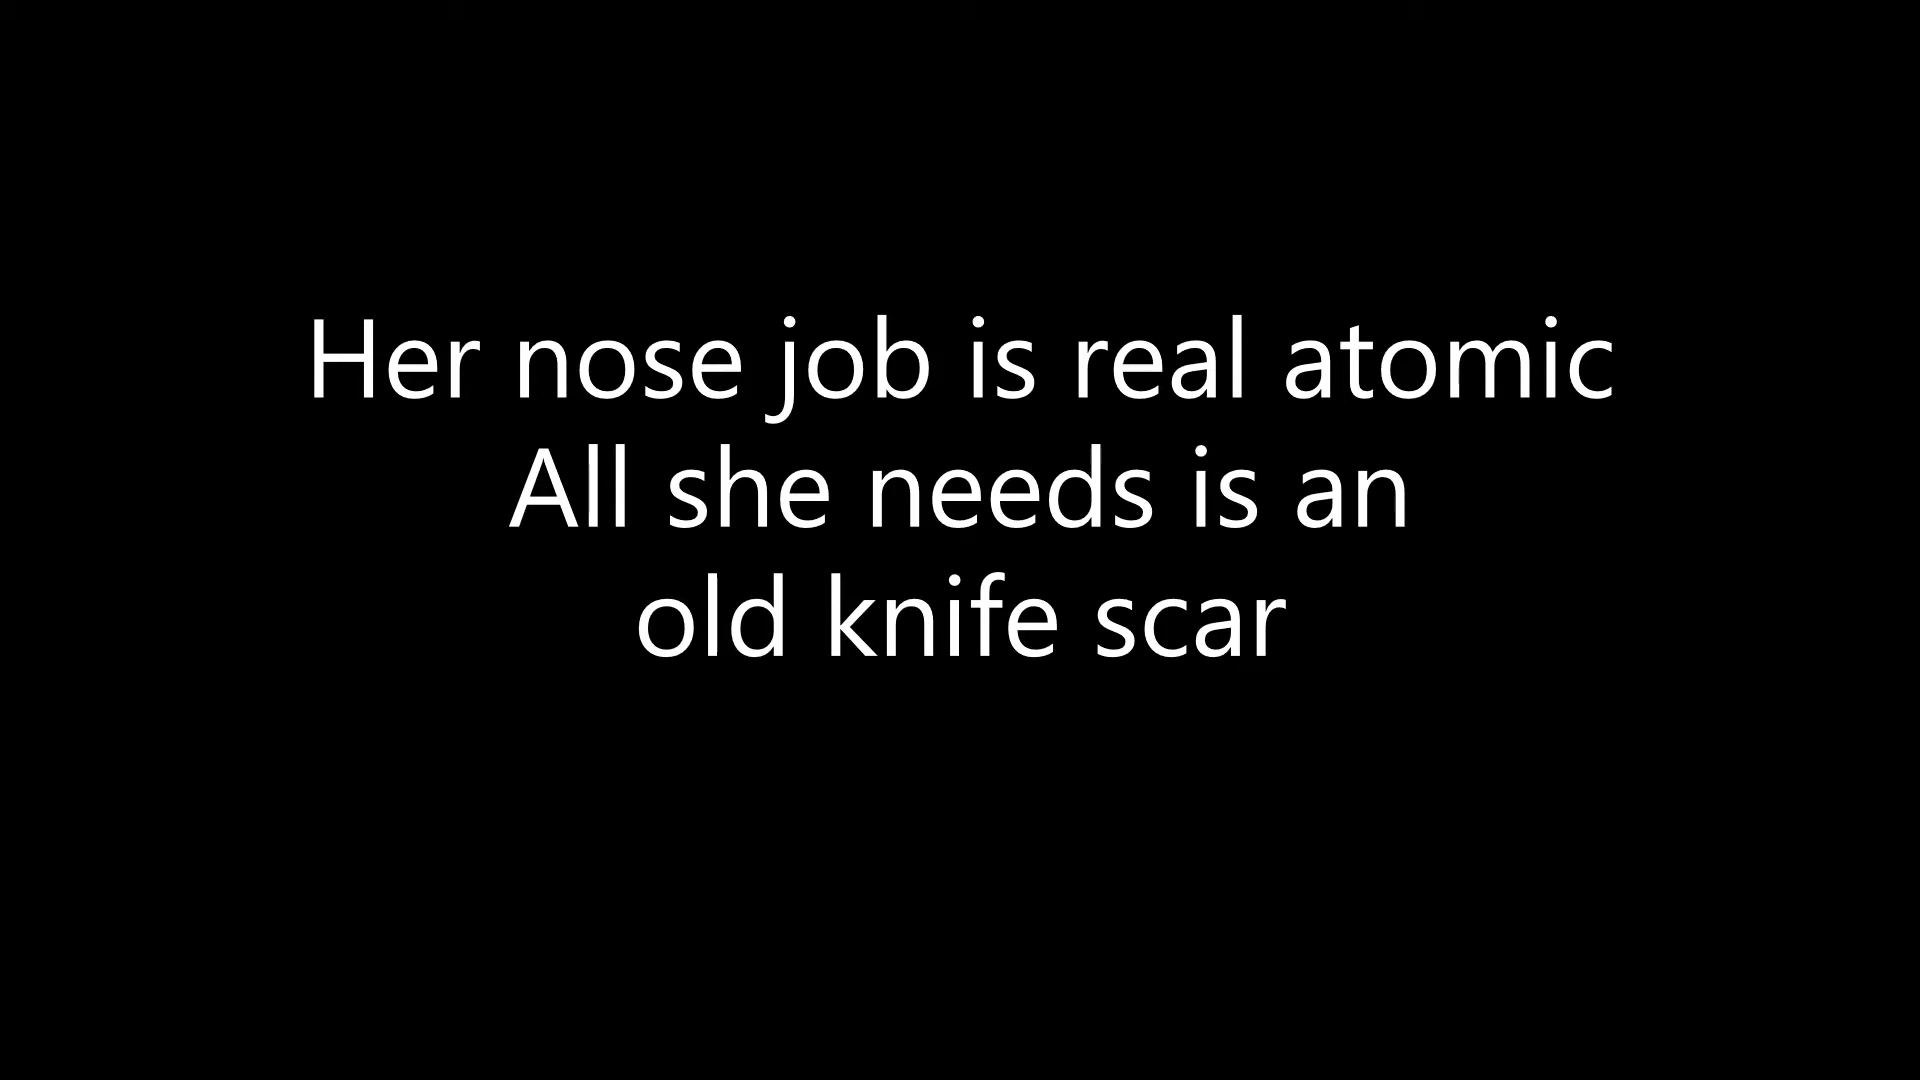 Her nose job is real atomic
All she needs is an
old knife scar